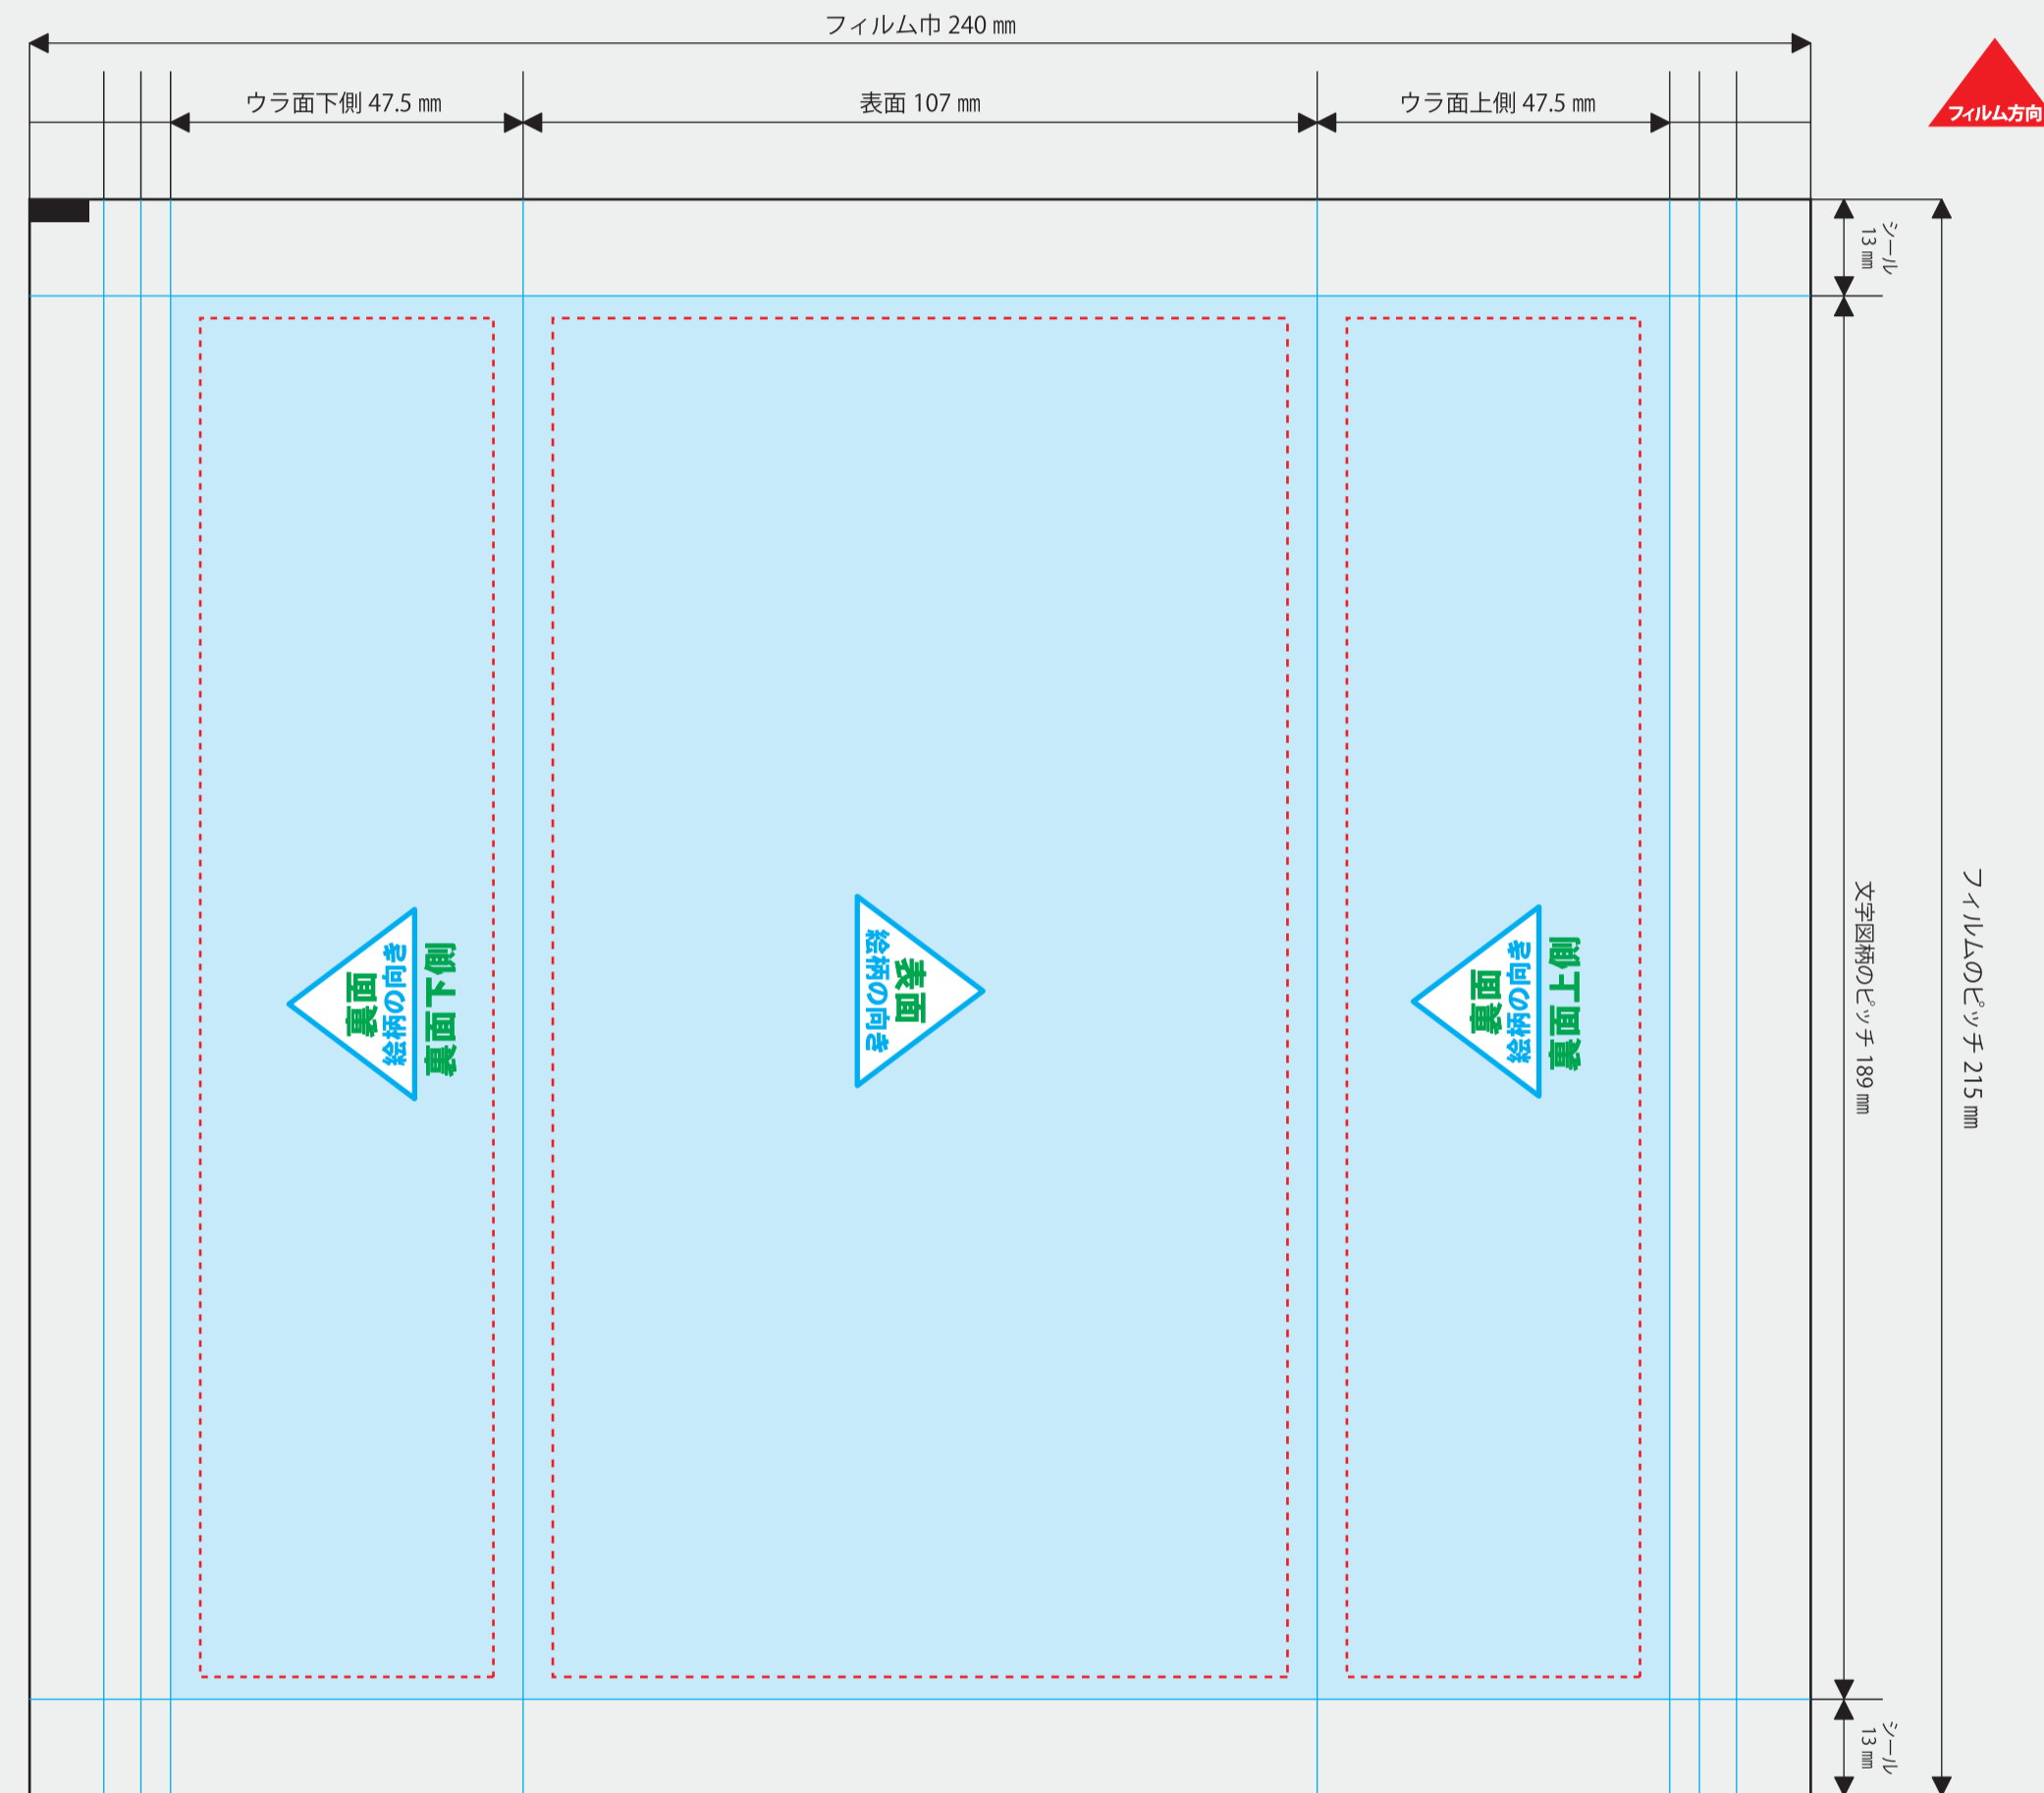 フィルム巾 240 ㎜
ウラ面下側 47.5 ㎜
表面 107 ㎜
ウラ面上側 47.5 ㎜
フィルム方向
シール
13 ㎜
裏面
絵柄の向き
裏面下側
表面
絵柄の向き
裏面
絵柄の向き
裏面上側
文字図柄のピッチ 189 ㎜
フィルムのピッチ 215 ㎜
シール
13 ㎜